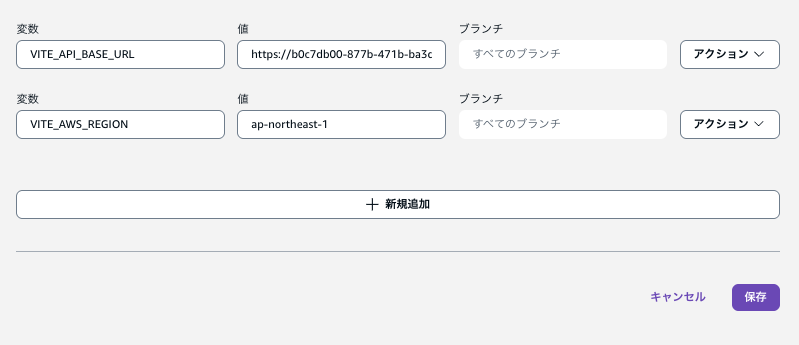 変数 値 ブランチ
VITE_API_BASE_URL https://b0c7db00-877b-471b-ba3c すべてのブランチ アクション
変数 値 ブランチ
VITE_AWS_REGION ap-northeast-1 すべてのブランチ アクション
新規追加
キャンセル 保存